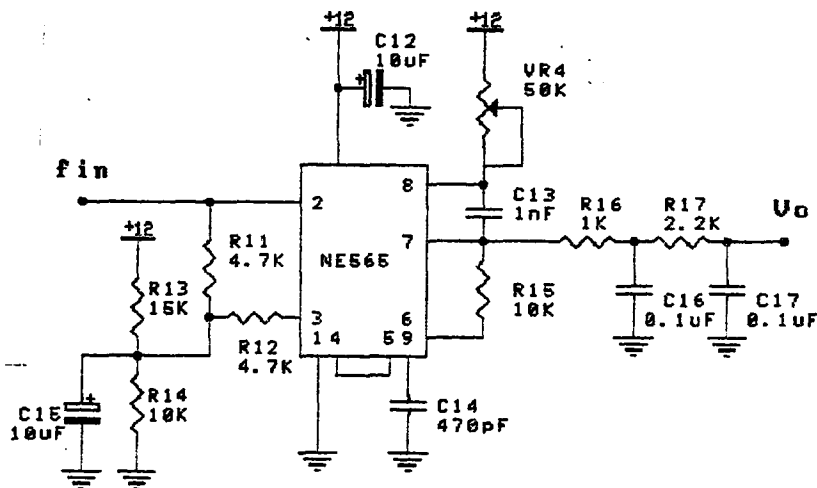 +12
C12
10uF
+
+12
VR4
50K
fin
2
8
C13
1nF
R16
1K
R17
2.2K
Vo
+12
R11
4.7K
NE565
7
R13
15K
R15
10K
C16
0.1uF
C17
0.1uF
3
6
R12
4.7K
1 4
5 9
R14
10K
+
C15
10uF
C14
470pF